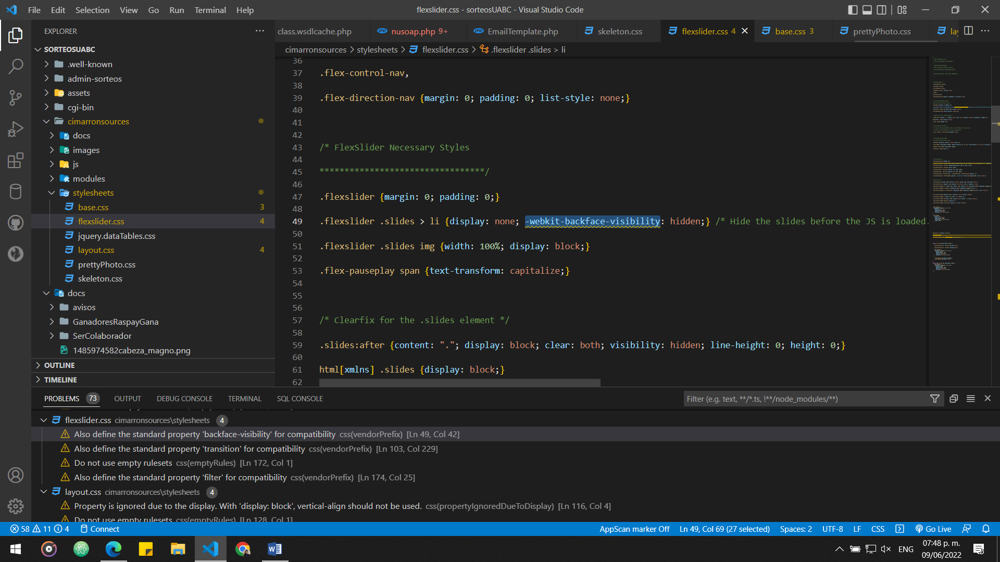 File Edit Selection View Go Run Terminal Help
flexslider.css - sorteosUABC - Visual Studio Code
EXPLORER
SORTEOSUABC
.well-known
admin-sorteos
assets
cgi-bin
cimarronsources
docs
images
js
modules
stylesheets
base.css 3
flexslider.css 4
jquery.dataTables.css
layout.css 4
prettyPhoto.css
skeleton.css
docs
avisos
GanadoresRaspayGana
SerColaborador
1485974582cabeza_magno.png
OUTLINE
TIMELINE
class.wsdlcache.php nusoap.php 9+ EmailTemplate.php skeleton.css flexslider.css 4 base.css 3 prettyPhoto.css lay
cimarronsources > stylesheets > flexslider.css > .flexslider .slides > li
36
37 .flex-control-nav,
38
39 .flex-direction-nav {margin: 0; padding: 0; list-style: none;}
40
41
42
43 /* FlexSlider Necessary Styles
44
45 *********************************/
46
47 .flexslider {margin: 0; padding: 0;}
48
49 .flexslider .slides > li {display: none; -webkit-backface-visibility: hidden;} /* Hide the slides before the JS is loaded.
50
51 .flexslider .slides img {width: 100%; display: block;}
52
53 .flex-pauseplay span {text-transform: capitalize;}
54
55
56
57 /* Clearfix for the .slides element */
58
59 .slides:after {content: "."; display: block; clear: both; visibility: hidden; line-height: 0; height: 0;}
60
61 html[xmlns] .slides {display: block;}
62
PROBLEMS 73 OUTPUT DEBUG CONSOLE TERMINAL SQL CONSOLE
Filter (e.g. text, **/*.ts, !**/node_modules/**)
flexslider.css cimarronsources\stylesheets 4
Also define the standard property 'backface-visibility' for compatibility css(vendorPrefix) [Ln 49, Col 42]
Also define the standard property 'transition' for compatibility css(vendorPrefix) [Ln 103, Col 229]
Do not use empty rulesets css(emptyRules) [Ln 172, Col 1]
Also define the standard property 'filter' for compatibility css(vendorPrefix) [Ln 174, Col 25]
layout.css cimarronsources\stylesheets 4
Property is ignored due to the display. With 'display: block', vertical-align should not be used. css(propertyIgnoredDueToDisplay) [Ln 116, Col 4]
Do not use empty rulesets css(emptyRules) [Ln 128, Col 1]
58 11 4 Connect
AppScan marker Off Ln 49, Col 69 (27 selected) Spaces: 2 UTF-8 LF CSS Go Live
ENG
07:48 p. m.
09/06/2022